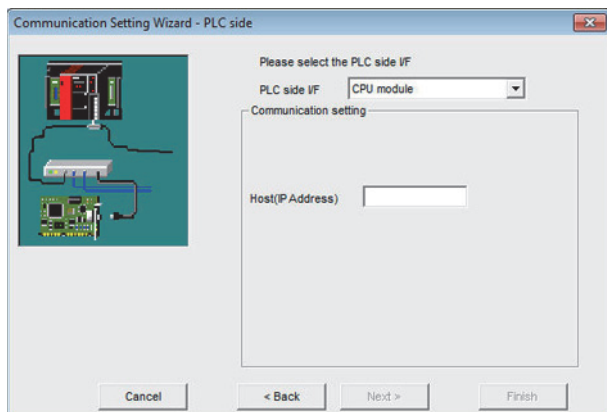 Communication Setting Wizard - PLC side
Please select the PLC side I/F
PLC side I/F CPU module
Communication setting
Host(IP Address)
Cancel < Back Next > Finish